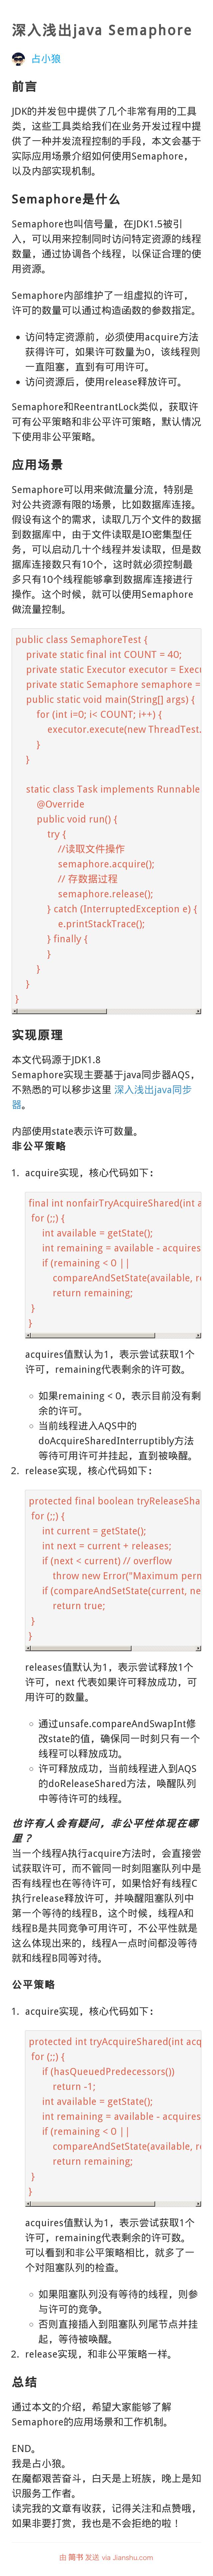 深入浅出java Semaphore
占小狼
前言
JDK的并发包中提供了几个非常有用的工具
类，这些工具类给我们在业务开发过程中提
供了一种并发流程控制的手段，本文会基于
实际应用场景介绍如何使用Semaphore，
以及内部实现机制。
Semaphore是什么
Semaphore也叫信号量，在JDK1.5被引
入，可以用来控制同时访问特定资源的线程
数量，通过协调各个线程，以保证合理的使
用资源。
Semaphore内部维护了一组虚拟的许可，
许可的数量可以通过构造函数的参数指定。
• 访问特定资源前，必须使用acquire方法
获得许可，如果许可数量为0，该线程则
一直阻塞，直到有可用许可。
• 访问资源后，使用release释放许可。
Semaphore和ReentrantLock类似，获取许
可有公平策略和非公平许可策略，默认情况
下使用非公平策略。
应用场景
Semaphore可以用来做流量分流，特别是
对公共资源有限的场景，比如数据库连接。
假设有这个的需求，读取几万个文件的数据
到数据库中，由于文件读取是IO密集型任
务，可以启动几十个线程并发读取，但是数
据库连接数只有10个，这时就必须控制最
多只有10个线程能够拿到数据库连接进行
操作。这个时候，就可以使用Semaphore
做流量控制。
public class SemaphoreTest {
private static final int COUNT = 40;
private static Executor executor = Execu
private static Semaphore semaphore =
public static void main(String[] args) {
for (int i=0; i< COUNT; i++) {
executor.execute(new ThreadTest.
}
}
static class Task implements Runnable
@Override
public void run() {
try {
//读取文件操作
semaphore.acquire();
// 存数据过程
semaphore.release();
} catch (InterruptedException e) {
e.printStackTrace();
} finally {
}
}
}
}
实现原理
本文代码源于JDK1.8
Semaphore实现主要基于java同步器AQS，
不熟悉的可以移步这里 深入浅出java同步
器。
内部使用state表示许可数量。
非公平策略
1. acquire实现，核心代码如下：
final int nonfairTryAcquireShared(int a
for (;;) {
int available = getState();
int remaining = available - acquires
if (remaining < 0 ||
compareAndSetState(available, re
return remaining;
}
}
acquires值默认为1，表示尝试获取1个
许可，remaining代表剩余的许可数。
○ 如果remaining < 0，表示目前没有剩
余的许可。
○ 当前线程进入AQS中的
doAcquireSharedInterruptibly方法
等待可用许可并挂起，直到被唤醒。
2. release实现，核心代码如下：
protected final boolean tryReleaseSha
for (;;) {
int current = getState();
int next = current + releases;
if (next < current) // overflow
throw new Error("Maximum perm
if (compareAndSetState(current, ne
return true;
}
}
releases值默认为1，表示尝试释放1个
许可，next 代表如果许可释放成功，可
用许可的数量。
○ 通过unsafe.compareAndSwapInt修
改state的值，确保同一时刻只有一个
线程可以释放成功。
○ 许可释放成功，当前线程进入到AQS
的doReleaseShared方法，唤醒队列
中等待许可的线程。
也许有人会有疑问，非公平性体现在哪
里？
当一个线程A执行acquire方法时，会直接尝
试获取许可，而不管同一时刻阻塞队列中是
否有线程也在等待许可，如果恰好有线程C
执行release释放许可，并唤醒阻塞队列中
第一个等待的线程B，这个时候，线程A和
线程B是共同竞争可用许可，不公平性就是
这么体现出来的，线程A一点时间都没等待
就和线程B同等对待。
公平策略
1. acquire实现，核心代码如下：
protected int tryAcquireShared(int acq
for (;;) {
if (hasQueuedPredecessors())
return -1;
int available = getState();
int remaining = available - acquires
if (remaining < 0 ||
compareAndSetState(available, re
return remaining;
}
}
acquires值默认为1，表示尝试获取1个
许可，remaining代表剩余的许可数。
可以看到和非公平策略相比，就多了一
个对阻塞队列的检查。
○ 如果阻塞队列没有等待的线程，则参
与许可的竞争。
○ 否则直接插入到阻塞队列尾节点并挂
起，等待被唤醒。
2. release实现，和非公平策略一样。
总结
通过本文的介绍，希望大家能够了解
Semaphore的应用场景和工作机制。
END。
我是占小狼。
在魔都艰苦奋斗，白天是上班族，晚上是知
识服务工作者。
读完我的文章有收获，记得关注和点赞哦，
如果非要打赏，我也是不会拒绝的啦！
由 简书 发送 via Jianshu.com